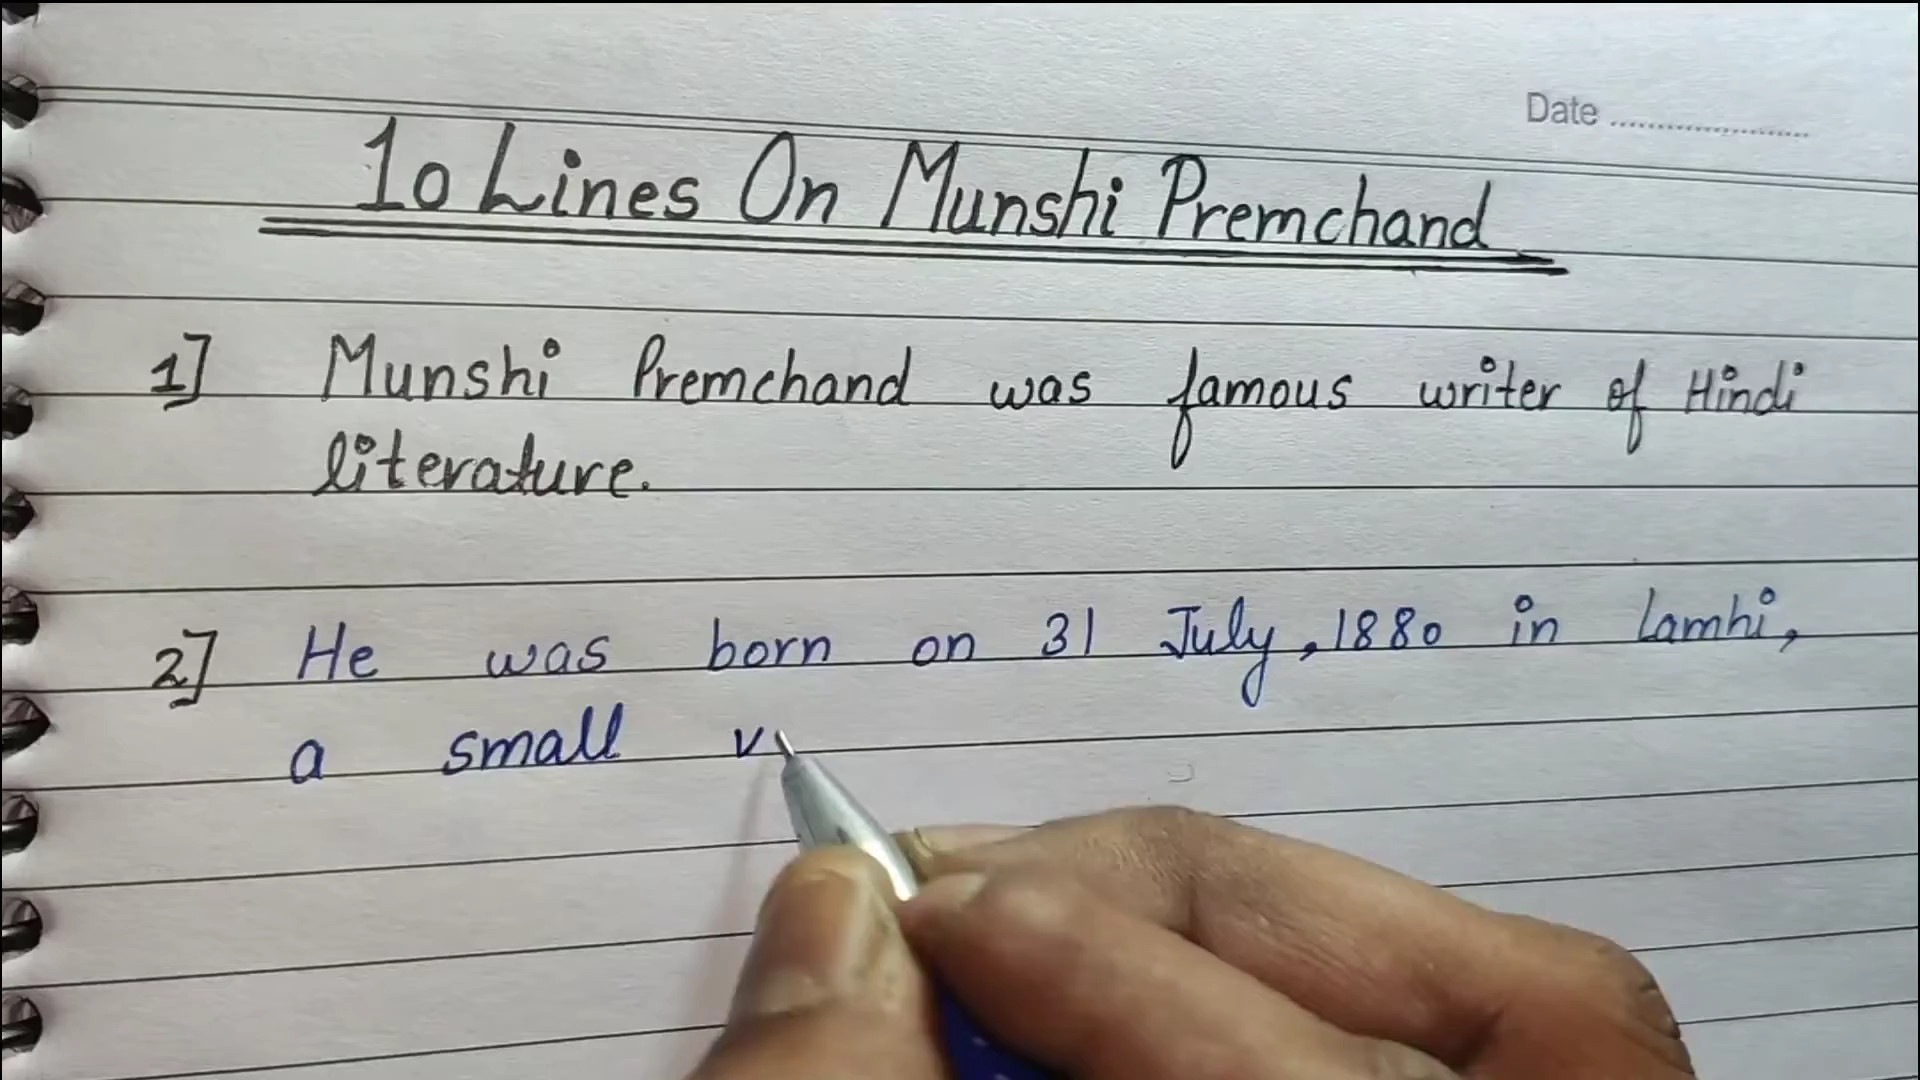 Date ....................
10 Lines On Munshi Premchand
1] Munshi Premchand was famous writer of Hindi
literature.
2] He was born on 31 July, 1880 in Lamhi,
a small